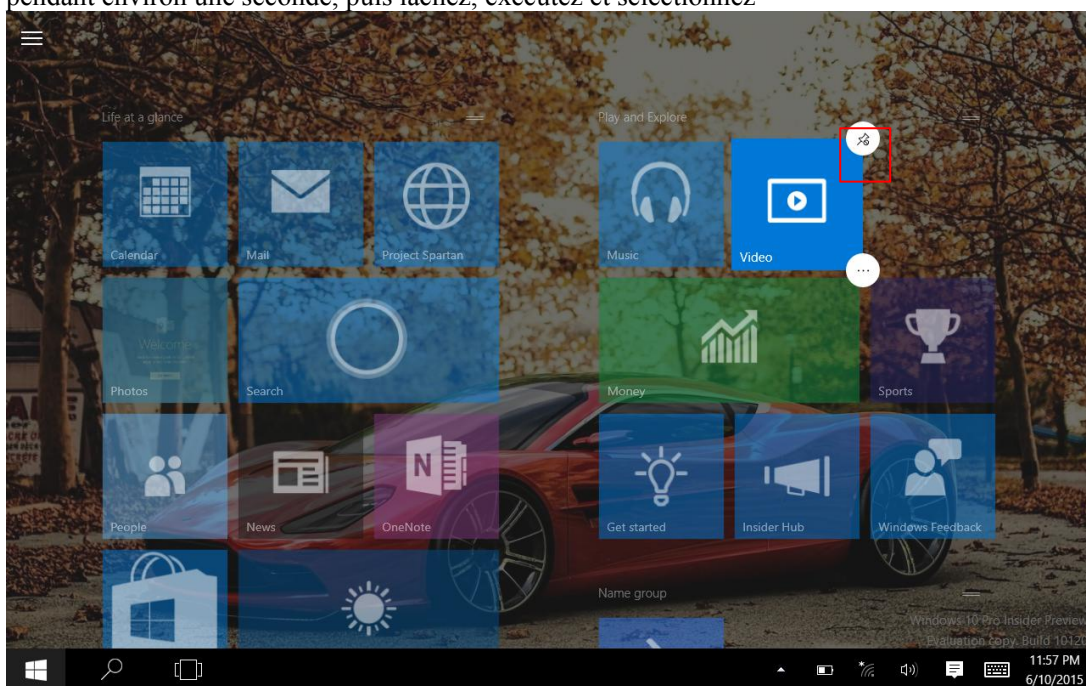 pendant environ une seconde, puis lâchez, exécutez et sélectionnez
Life at a glance
Play and Explore
Calendar
Mail
Project Spartan
Music
Video
Welcome
Photos
Search
Money
Sports
People
News
OneNote
Get started
Insider Hub
Windows Feedback
Name group
Windows 10 Pro Insider Preview
Evaluation copy. Build 10120
11:57 PM
6/10/2015